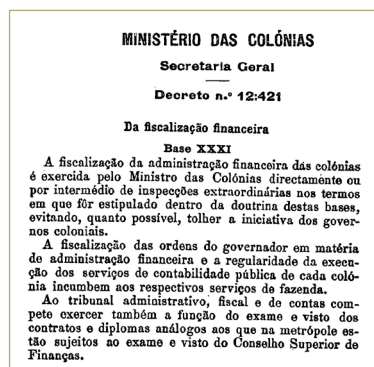 MINISTÉRIO DAS COLÓNIAS
Secretaria Geral
Decreto n.º 12:421
Da fiscalização financeira
Base XXXI
A fiscalização da administração financeira das colónias
é exercida pelo Ministro das Colónias directamente ou
por intermédio de inspecções extraordinárias nos termos
em que fôr estipulado dentro da doutrina destas bases,
evitando, quanto possível, tolher a iniciativa dos gover-
nos coloniais.
A fiscalização das ordens do governador em matéria
de administração financeira e a regularidade da execu-
ção dos serviços de contabilidade pública de cada coló-
nia incumbem aos respectivos serviços de fazenda.
Ao tribunal administrativo, fiscal e de contas com-
pete exercer também a função do exame e visto dos
contratos e diplomas análogos aos que na metrópole es-
tão sujeitos ao exame e visto do Conselho Superior de
Finanças.